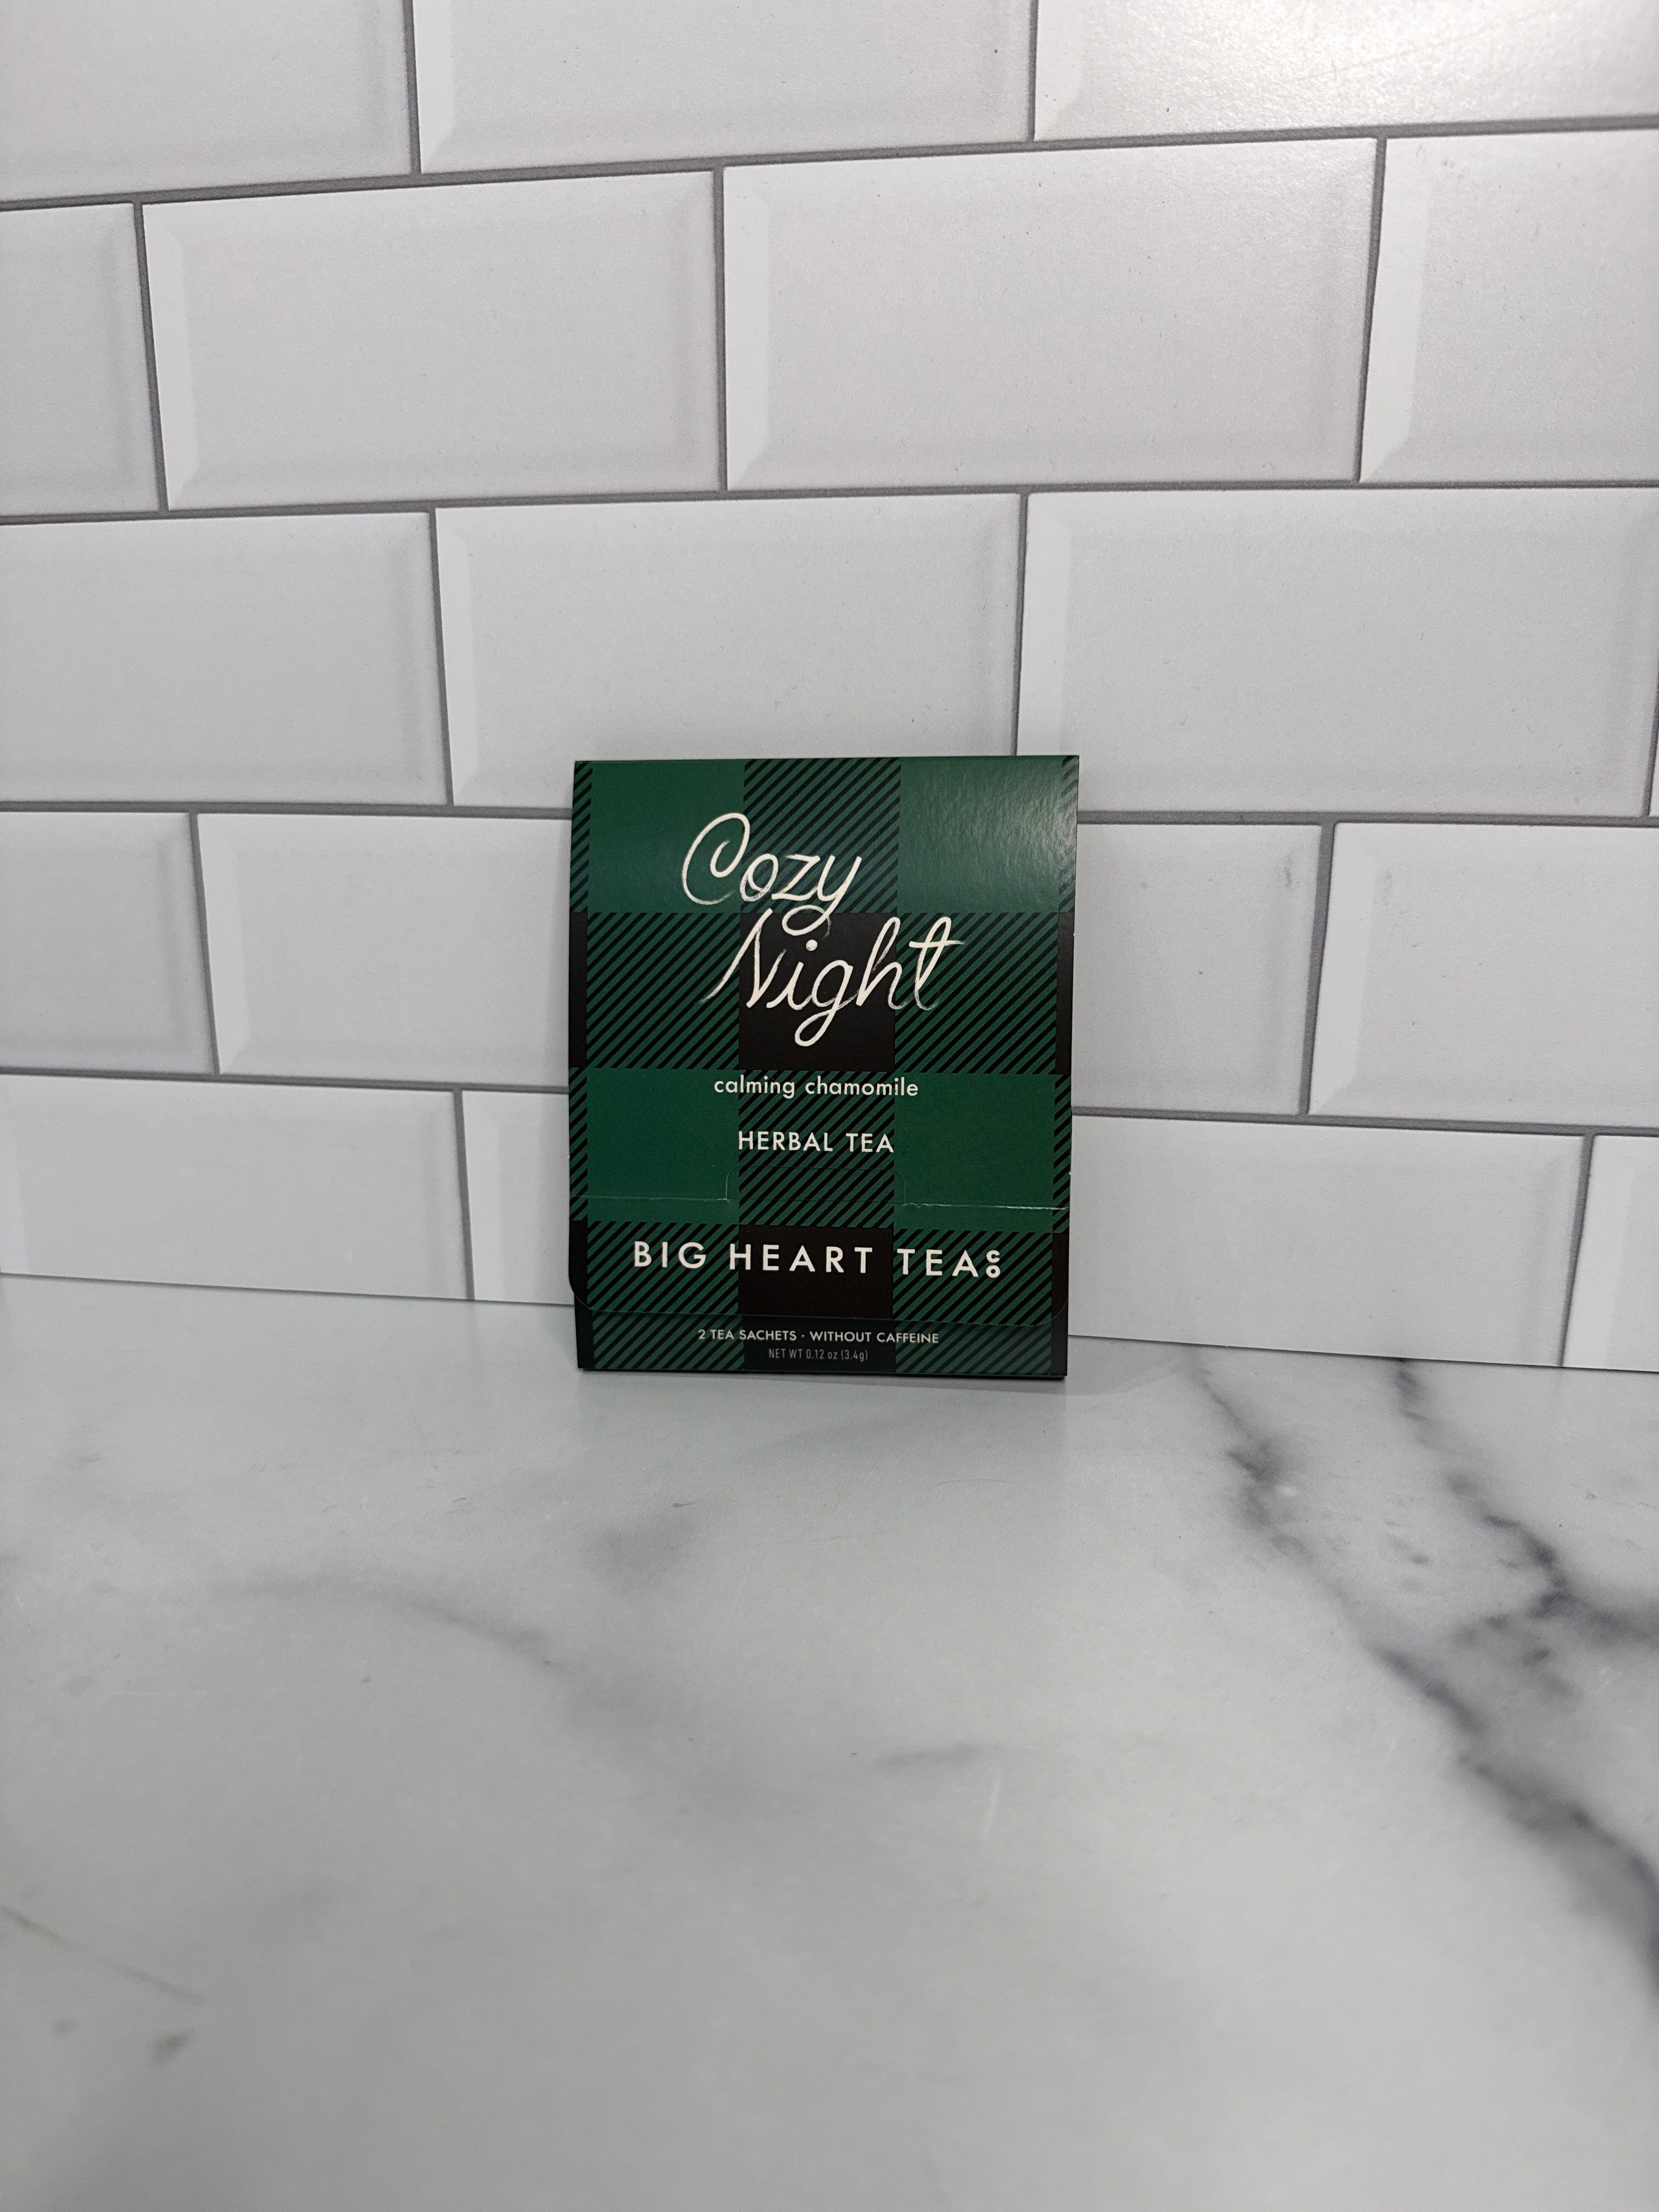 Cozy
Night
calming chamomile
HERBAL TEA
BIG HEART TEA CO
2 TEA SACHETS · WITHOUT CAFFEINE
NET WT 0.12 oz (3.4g)